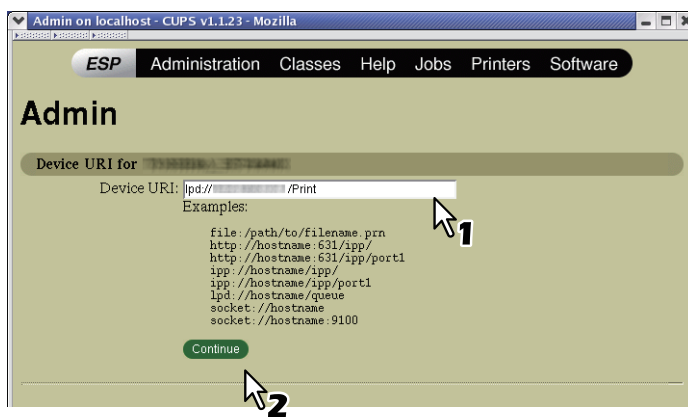 Admin on localhost - CUPS v1.1.23 - Mozilla
ESP Administration Classes Help Jobs Printers Software
Admin
Device URI for
Device URI: lpd:// /Print
1
Examples:
file:/path/to/filename.prn
http://hostname:631/ipp/
http://hostname:631/ipp/port1
ipp://hostname/ipp/
ipp://hostname/ipp/port1
lpd://hostname/queue
socket://hostname
socket://hostname:9100
Continue
2